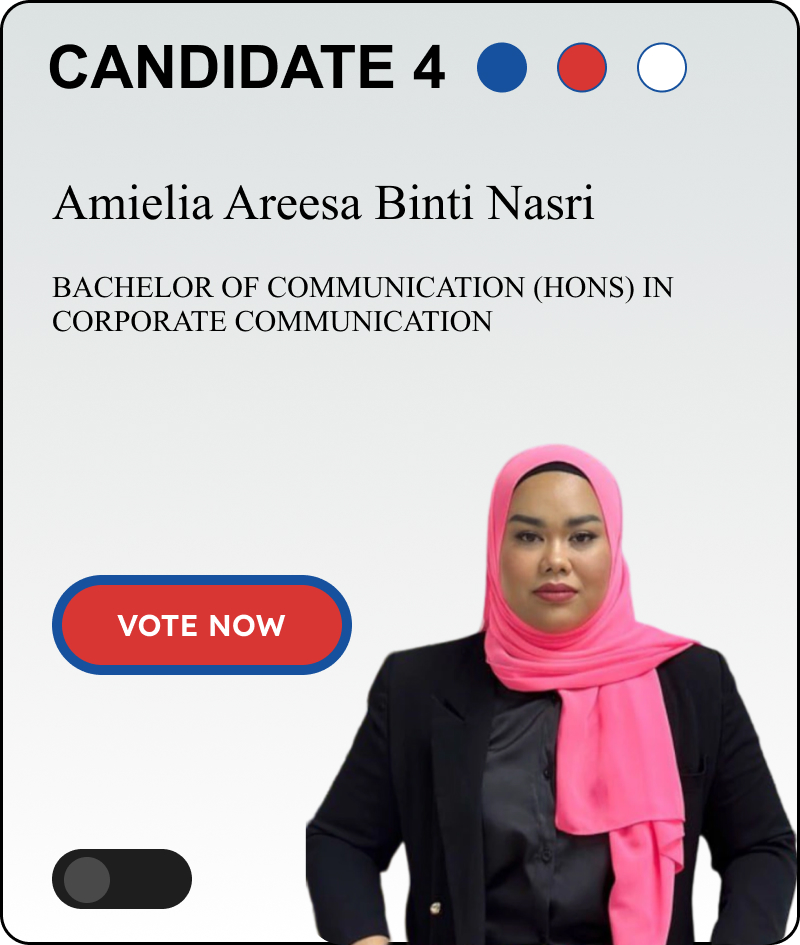 CANDIDATE 4
Amielia Areesa Binti Nasri
BACHELOR OF COMMUNICATION (HONS) IN
CORPORATE COMMUNICATION
VOTE NOW